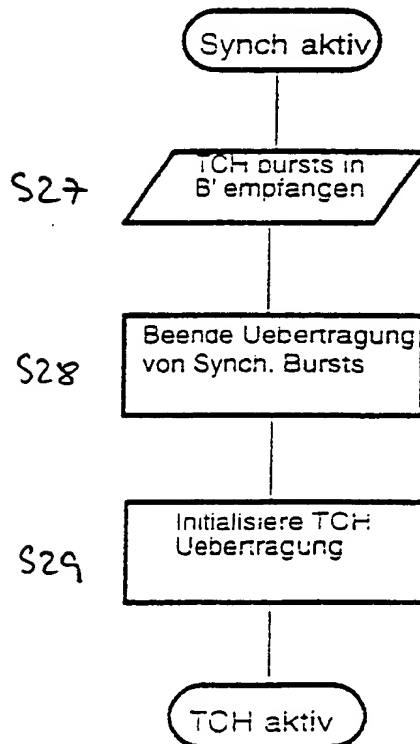 Synch aktiv
S27
TCH bursts in
B' empfangen
S28
Beende Uebertragung
von Synch. Bursts
S29
Initialisiere TCH
Uebertragung
TCH aktiv